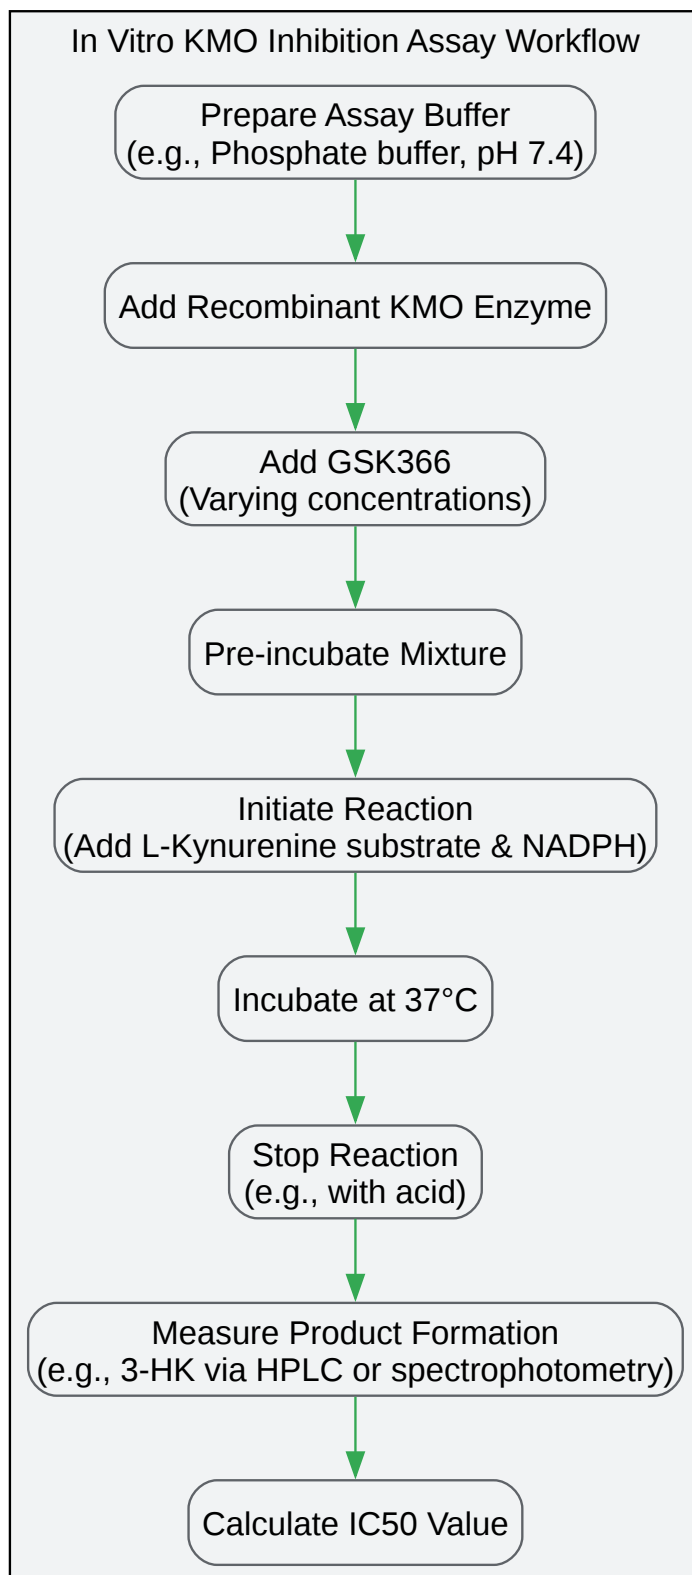 In Vitro KMO Inhibition Assay Workflow
Prepare Assay Buffer
(e.g., Phosphate buffer, pH 7.4)
Add Recombinant KMO Enzyme
Add GSK366
(Varying concentrations)
Pre-incubate Mixture
Initiate Reaction
(Add L-Kynurenine substrate & NADPH)
Incubate at 37°C
Stop Reaction
(e.g., with acid)
Measure Product Formation
(e.g., 3-HK via HPLC or spectrophotometry)
Calculate IC50 Value